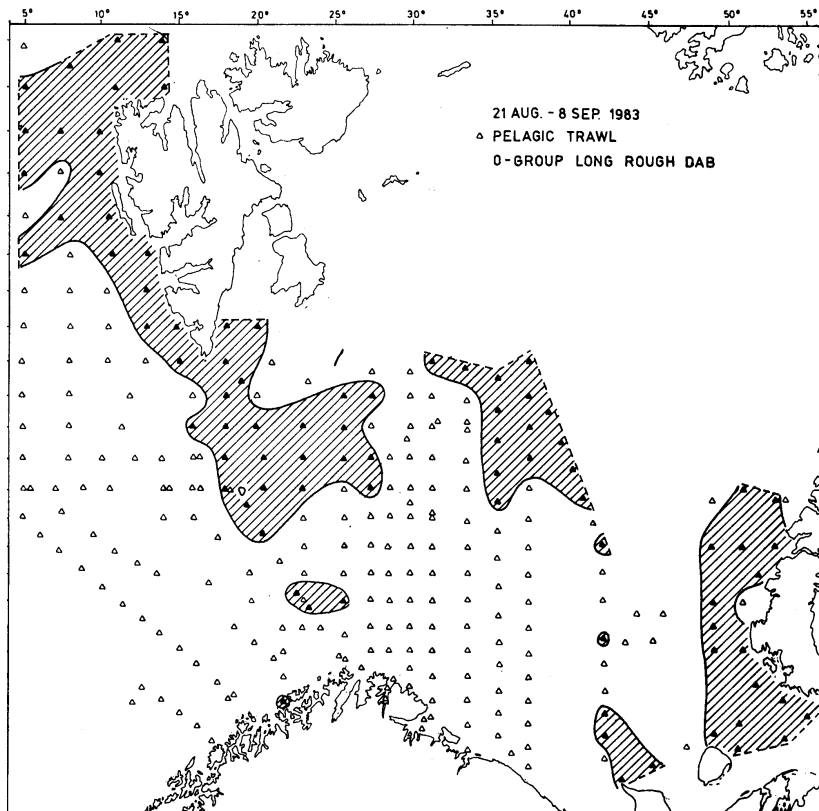 5° 10° 15° 20° 25° 30° 35° 40° 45° 50° 55°
21 AUG. - 8 SEP. 1983
△ PELAGIC TRAWL
0-GROUP LONG ROUGH DAB